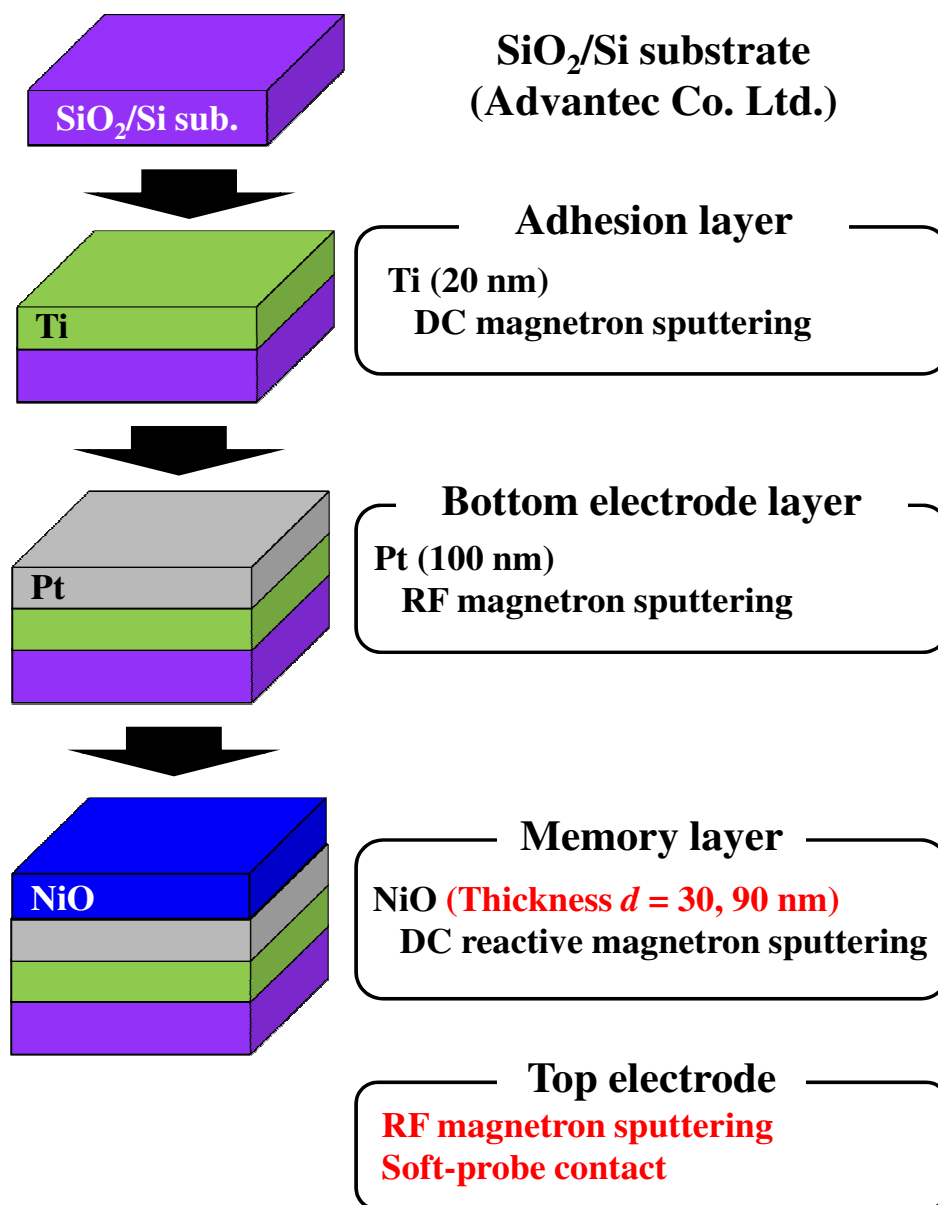 SiO₂/Si substrate
(Advantec Co. Ltd.)
SiO₂/Si sub.
Adhesion layer
Ti (20 nm)
DC magnetron sputtering
Ti
Bottom electrode layer
Pt (100 nm)
RF magnetron sputtering
Pt
Memory layer
NiO (Thickness d = 30, 90 nm)
DC reactive magnetron sputtering
NiO
Top electrode
RF magnetron sputtering
Soft-probe contact